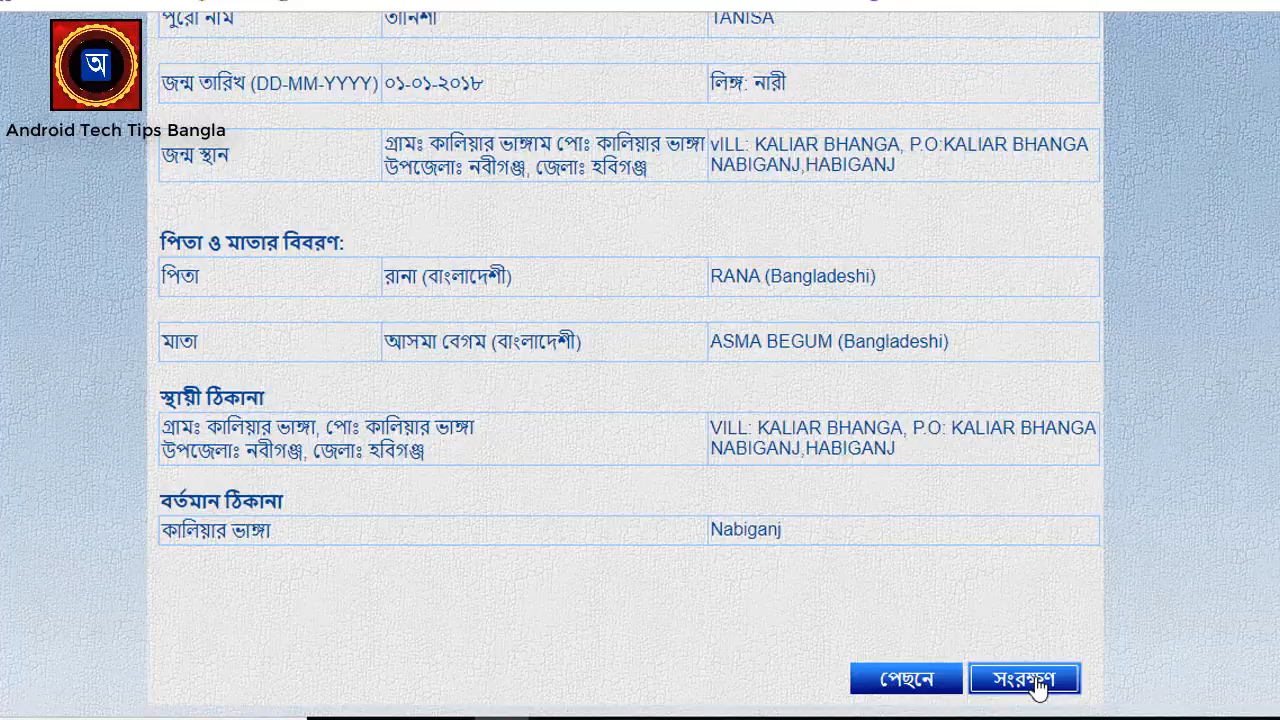 পুরো নাম তানিশা TANISA
অ
জন্ম তারিখ (DD-MM-YYYY) ০১-০১-২০১৮ লিঙ্গ: নারী
Android Tech Tips Bangla
জন্ম স্থান গ্রামঃ কালিয়ার ভাঙ্গাম পোঃ কালিয়ার ভাঙ্গা vILL: KALIAR BHANGA, P.O:KALIAR BHANGA
উপজেলাঃ নবীগঞ্জ, জেলাঃ হবিগঞ্জ NABIGANJ,HABIGANJ
পিতা ও মাতার বিবরণ:
পিতা রানা (বাংলাদেশী) RANA (Bangladeshi)
মাতা আসমা বেগম (বাংলাদেশী) ASMA BEGUM (Bangladeshi)
স্থায়ী ঠিকানা
গ্রামঃ কালিয়ার ভাঙ্গা, পোঃ কালিয়ার ভাঙ্গা VILL: KALIAR BHANGA, P.O: KALIAR BHANGA
উপজেলাঃ নবীগঞ্জ, জেলাঃ হবিগঞ্জ NABIGANJ,HABIGANJ
বর্তমান ঠিকানা
কালিয়ার ভাঙ্গা Nabiganj
পেছনে সংরক্ষণ